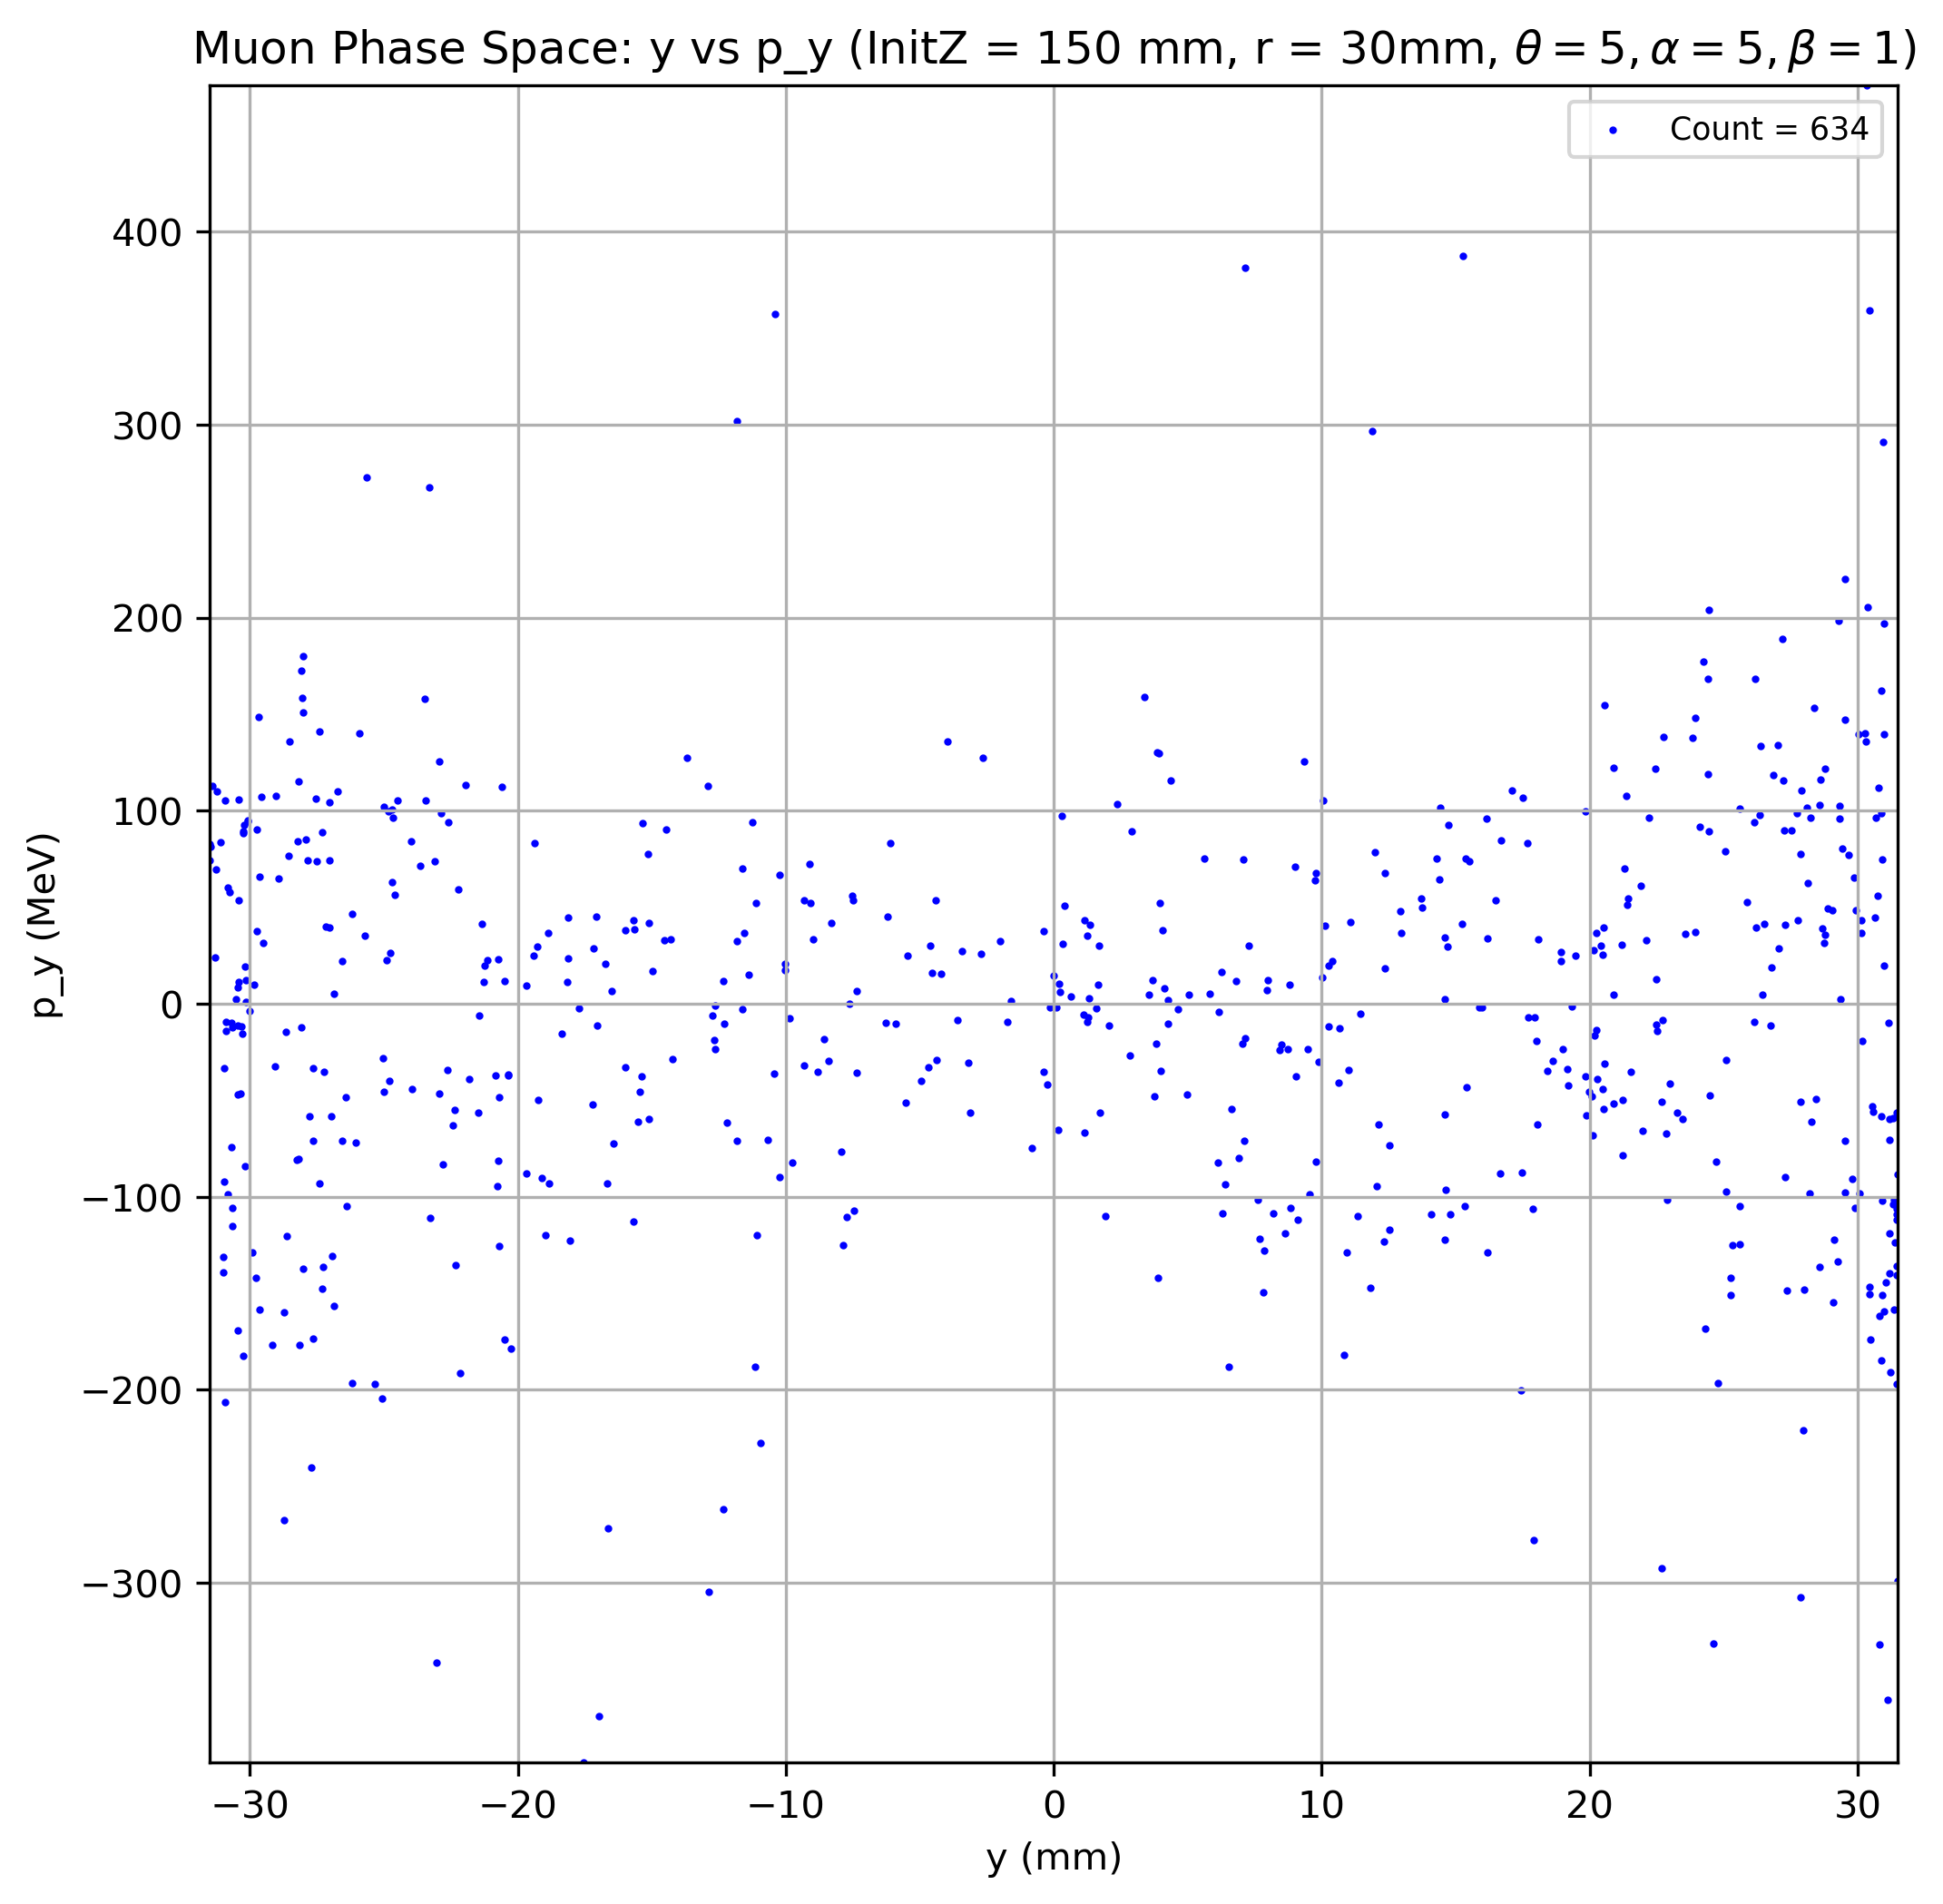 Muon Phase Space: y vs p_y (InitZ = 150 mm, r = 30mm, θ = 5, α = 5, β = 1)
Count = 634
400
300
200
100
0
−100
−200
−300
p_y (MeV)
−30 −20 −10 0 10 20 30
y (mm)